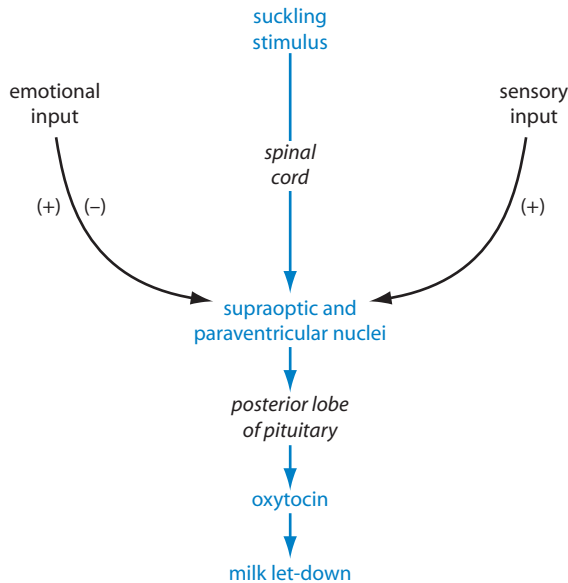 suckling
stimulus
emotional
input
sensory
input
spinal
cord
(+) (–)
(+)
supraoptic and
paraventricular nuclei
posterior lobe
of pituitary
oxytocin
milk let-down